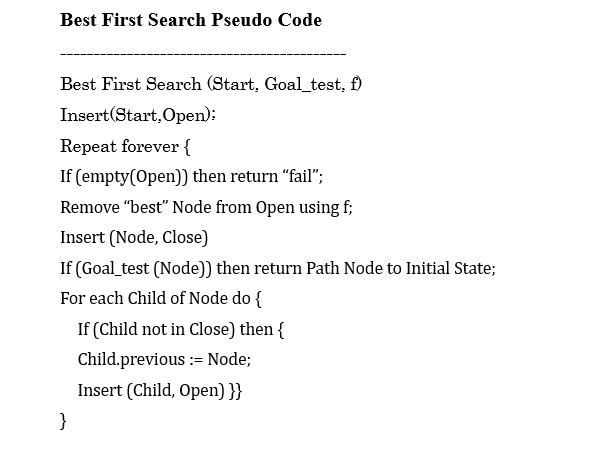 Best First Search Pseudo Code
-------------------------------------------
Best First Search (Start, Goal_test, f)
Insert(Start,Open);
Repeat forever {
If (empty(Open)) then return “fail”;
Remove “best” Node from Open using f;
Insert (Node, Close)
If (Goal_test (Node)) then return Path Node to Initial State;
For each Child of Node do {
If (Child not in Close) then {
Child.previous := Node;
Insert (Child, Open) }}
}